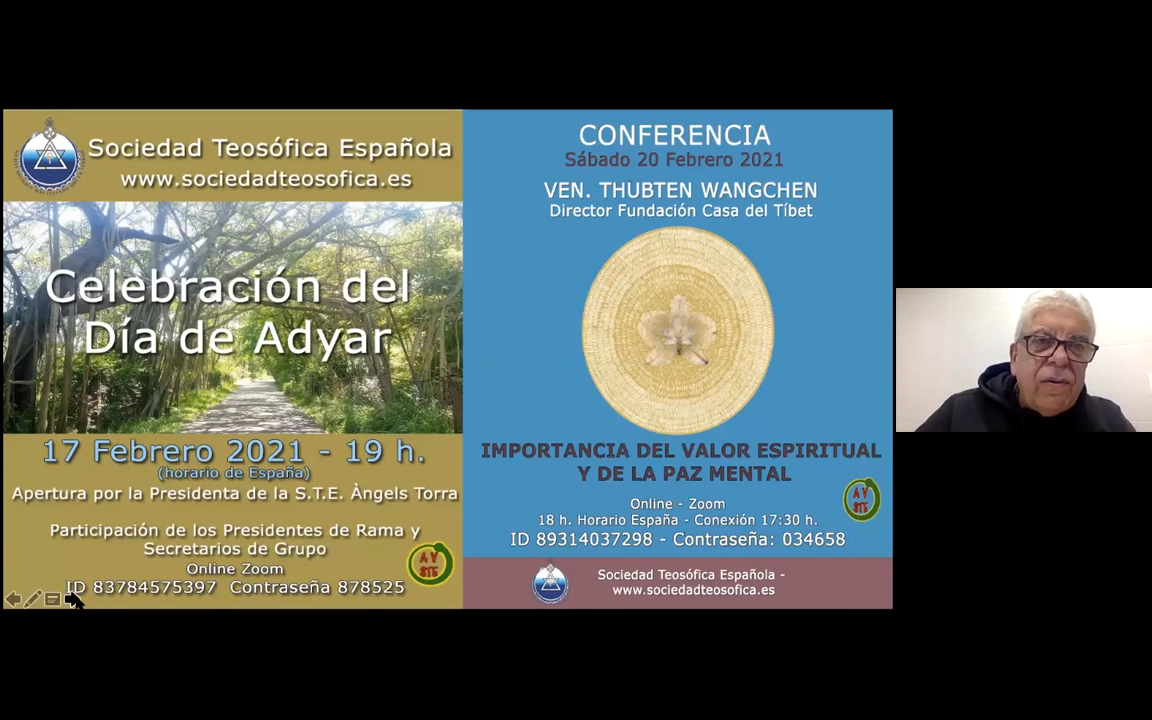 Sociedad Teosófica Española
www.sociedadteosofica.es
Celebración del
Día de Adyar
17 Febrero 2021 - 19 h.
(horario de España)
Apertura por la Presidenta de la S.T.E. Àngels Torra
Participación de los Presidentes de Rama y
Secretarios de Grupo
Online Zoom
ID 83784575397 Contraseña 878525
A V
STE
CONFERENCIA
Sábado 20 Febrero 2021
VEN. THUBTEN WANGCHEN
Director Fundación Casa del Tíbet
IMPORTANCIA DEL VALOR ESPIRITUAL
Y DE LA PAZ MENTAL
Online - Zoom
18 h. Horario España - Conexión 17:30 h.
ID 89314037298 - Contraseña: 034658
A V
STE
Sociedad Teosófica Española -
www.sociedadteosofica.es